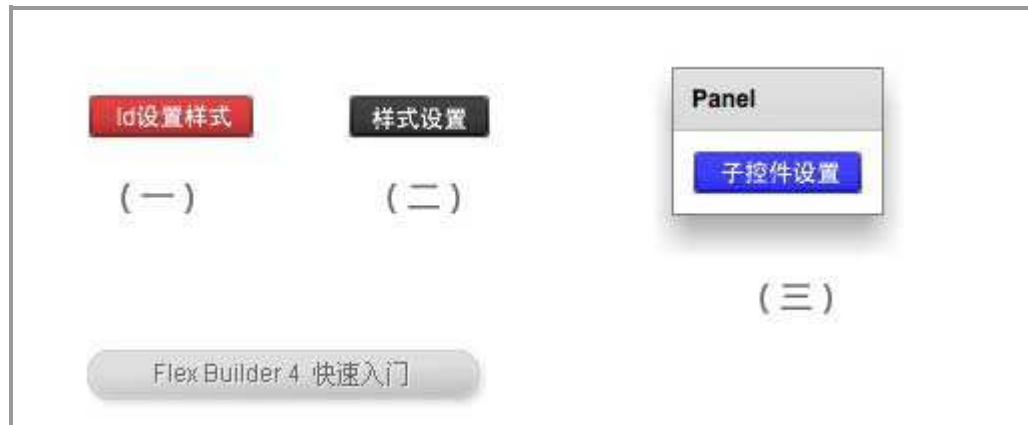 Id设置样式
样式设置
Panel
子控件设置
(一)
(二)
(三)
Flex Builder 4 快速入门